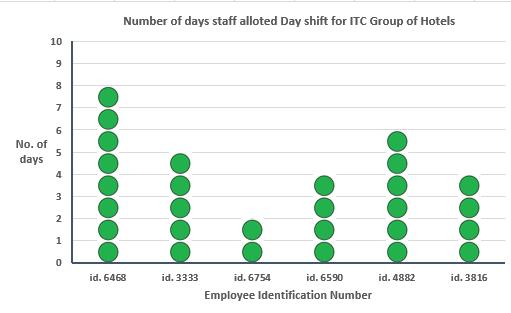 Number of days staff alloted Day shift for ITC Group of Hotels
10
9
8
7
6
5
4
3
2
1
0
No. of
days
id. 6468 id. 3333 id. 6754 id. 6590 id. 4882 id. 3816
Employee Identification Number